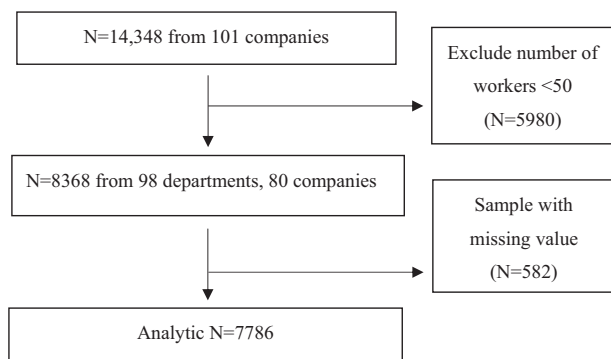 N=14,348 from 101 companies
Exclude number of
workers <50
(N=5980)
N=8368 from 98 departments, 80 companies
Sample with
missing value
(N=582)
Analytic N=7786